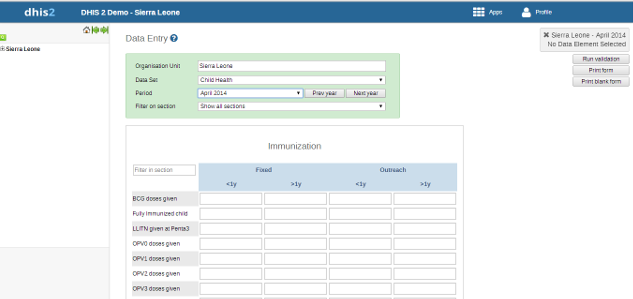 dhis2 DHIS 2 Demo - Sierra Leone Apps Profile
Sierra Leone
Data Entry ?
Sierra Leone - April 2014
No Data Element Selected
Run validation
Print form
Print blank form
Organisation Unit Sierra Leone
Data Set Child Health
Period April 2014 Prev year Next year
Filter on section Show all sections
Immunization
Filter in section Fixed Outreach
<1y >1y <1y >1y
BCG doses given
Fully Immunized child
LLITN given at Penta3
OPV0 doses given
OPV1 doses given
OPV2 doses given
OPV3 doses given